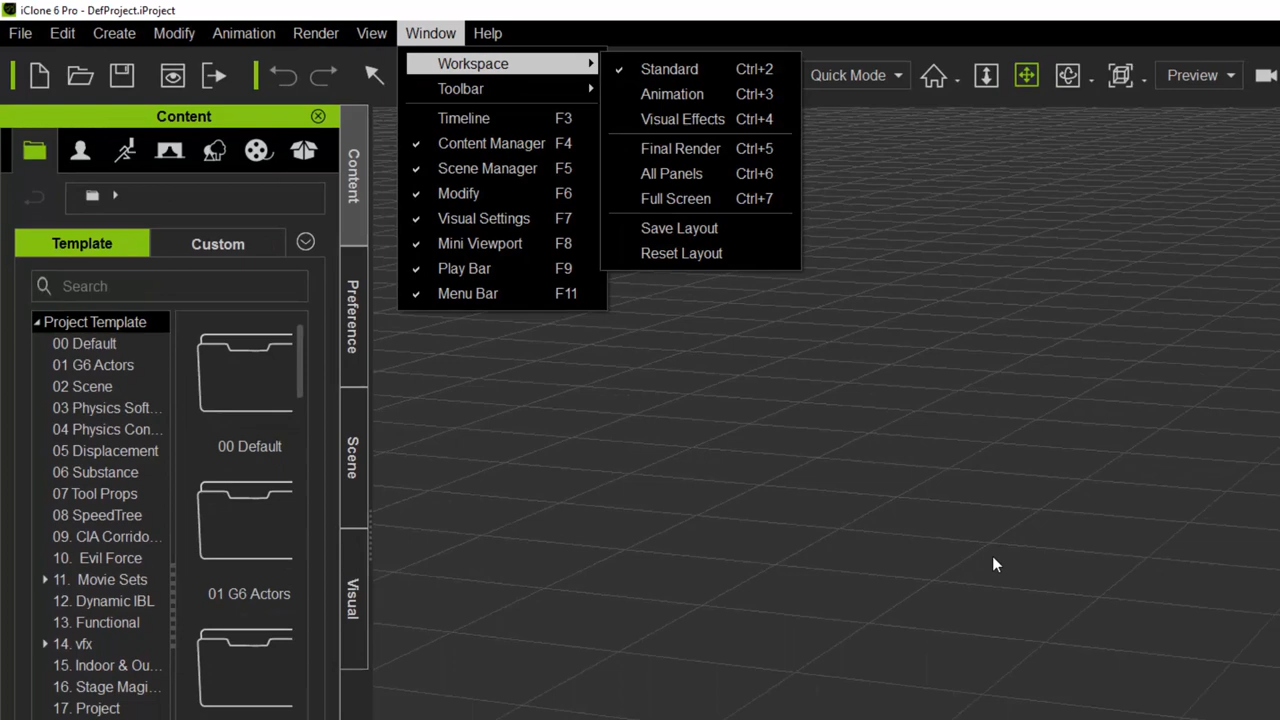 iClone 6 Pro - DefProject.iProject
File Edit Create Modify Animation Render View Window Help
Quick Mode
Preview
Content
Template Custom
Search
Project Template
00 Default
01 G6 Actors
02 Scene
03 Physics Soft...
04 Physics Con...
05 Displacement
06 Substance
07 Tool Props
08 SpeedTree
09. CIA Corrido...
10. Evil Force
11. Movie Sets
12. Dynamic IBL
13. Functional
14. vfx
15. Indoor & Ou...
16. Stage Magi...
17. Project
00 Default
01 G6 Actors
Content
Preference
Scene
Visual
Workspace
Toolbar
Timeline F3
Content Manager F4
Scene Manager F5
Modify F6
Visual Settings F7
Mini Viewport F8
Play Bar F9
Menu Bar F11
Standard Ctrl+2
Animation Ctrl+3
Visual Effects Ctrl+4
Final Render Ctrl+5
All Panels Ctrl+6
Full Screen Ctrl+7
Save Layout
Reset Layout